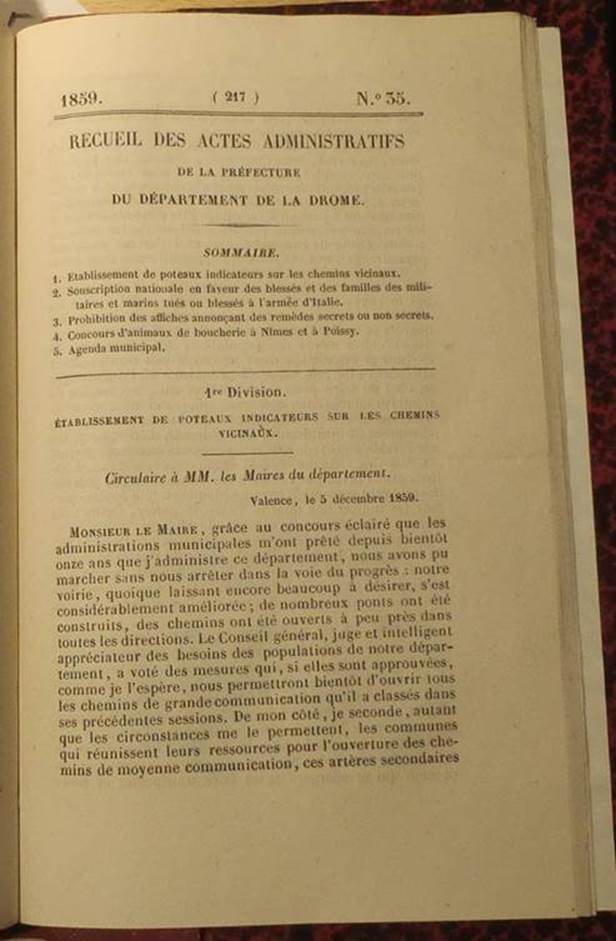 1859. ( 217 ) N.º 35.
RECUEIL DES ACTES ADMINISTRATIFS
DE LA PRÉFECTURE
DU DÉPARTEMENT DE LA DROME.
SOMMAIRE.
1. Etablissement de poteaux indicateurs sur les chemins vicinaux.
2. Souscription nationale en faveur des blessés et des familles des mili-
taires et marins tués ou blessés à l'armée d'Italie.
3. Prohibition des affiches annonçant des remèdes secrets ou non secrets.
4. Concours d'animaux de boucherie à Nimes et à Poissy.
5. Agenda municipal.
1re Division.
ÉTABLISSEMENT DE POTEAUX INDICATEURS SUR LES CHEMINS
VICINAUX.
Circulaire à MM. les Maires du département.
Valence, le 5 décembre 1859.
MONSIEUR LE MAIRE, grâce au concours éclairé que les
administrations municipales m'ont prêté depuis bientôt
onze ans que j'administre ce département, nous avons pu
marcher sans nous arrêter dans la voie du progrès : notre
voirie, quoique laissant encore beaucoup à désirer, s'est
considérablement améliorée ; de nombreux ponts ont été
construits, des chemins ont été ouverts à peu près dans
toutes les directions. Le Conseil général, juge et intelligent
appréciateur des besoins des populations de notre dépar-
tement, a voté des mesures qui, si elles sont approuvées,
comme je l'espère, nous permettront bientôt d'ouvrir tous
les chemins de grande communication qu'il a classés dans
ses précédentes sessions. De mon côté, je seconde, autant
que les circonstances me le permettent, les communes
qui réunissent leurs ressources pour l'ouverture des che-
mins de moyenne communication, ces artères secondaires